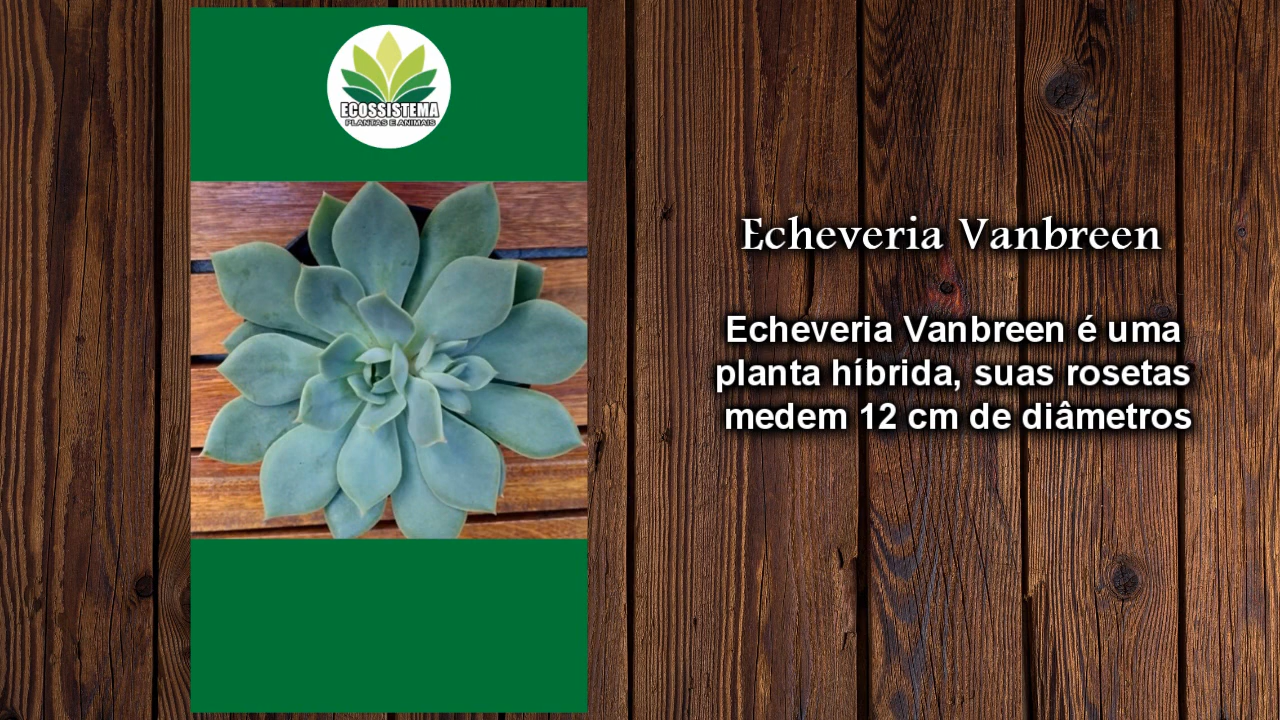 ECOSSISTEMA
PLANTAS E ANIMAIS
Echeveria Vanbreen
Echeveria Vanbreen é uma
planta híbrida, suas rosetas
medem 12 cm de diâmetros